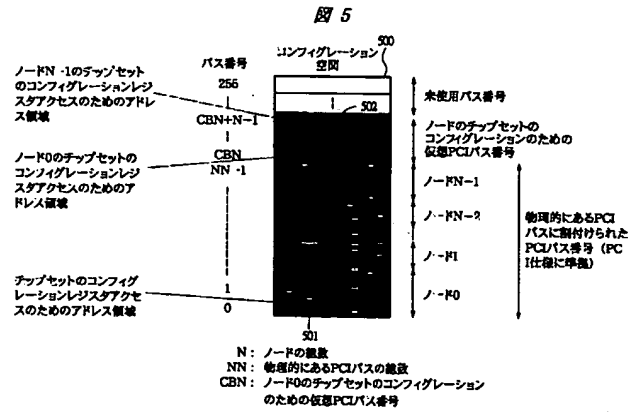 図 5
コンフィグレーション
空間
500
バス番号
256
CBN+N-1
CBN
NN -1
1
0
502
501
ノードN -1のチップセット
のコンフィグレーションレジ
スタアクセスのためのアドレ
ス領域
ノード0のチップセットの
コンフィグレーションレジ
スタアクセスのためのア
ドレス領域
チップセットのコンフィグ
レーションレジスタアクセ
スのためのアドレス領域
未使用バス番号
ノードのチップセットの
コンフィグレーションのための
仮想PCIバス番号
ノードN-1
ノードN-2
ノード1
ノード0
物理的にあるPCI
バスに割付けられた
PCIバス番号（PC
I仕様に準拠）
N： ノードの総数
NN： 物理的にあるPCIバスの総数
CBN： ノード0のチップセットのコンフィグレーション
のための仮想PCIバス番号